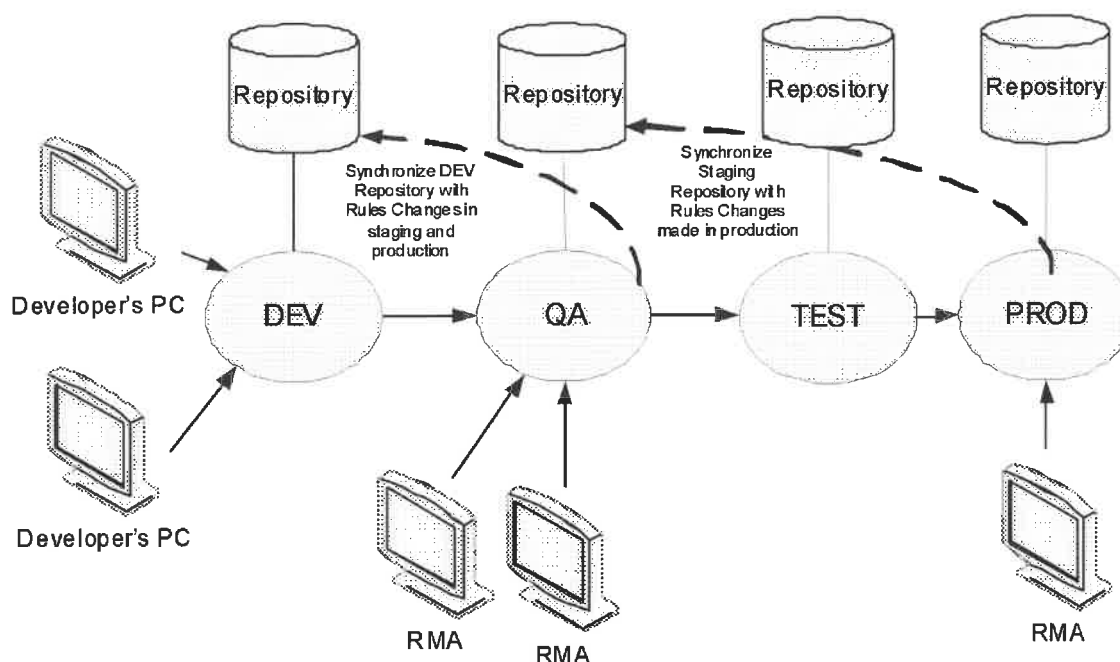 Repository
Repository
Repository
Repository
Synchronize DEV
Repository with
Rules Changes in
staging and
production
Synchronize
Staging
Repository with
Rules Changes
made in production
Developer's PC
DEV
QA
TEST
PROD
Developer's PC
RMA
RMA
RMA